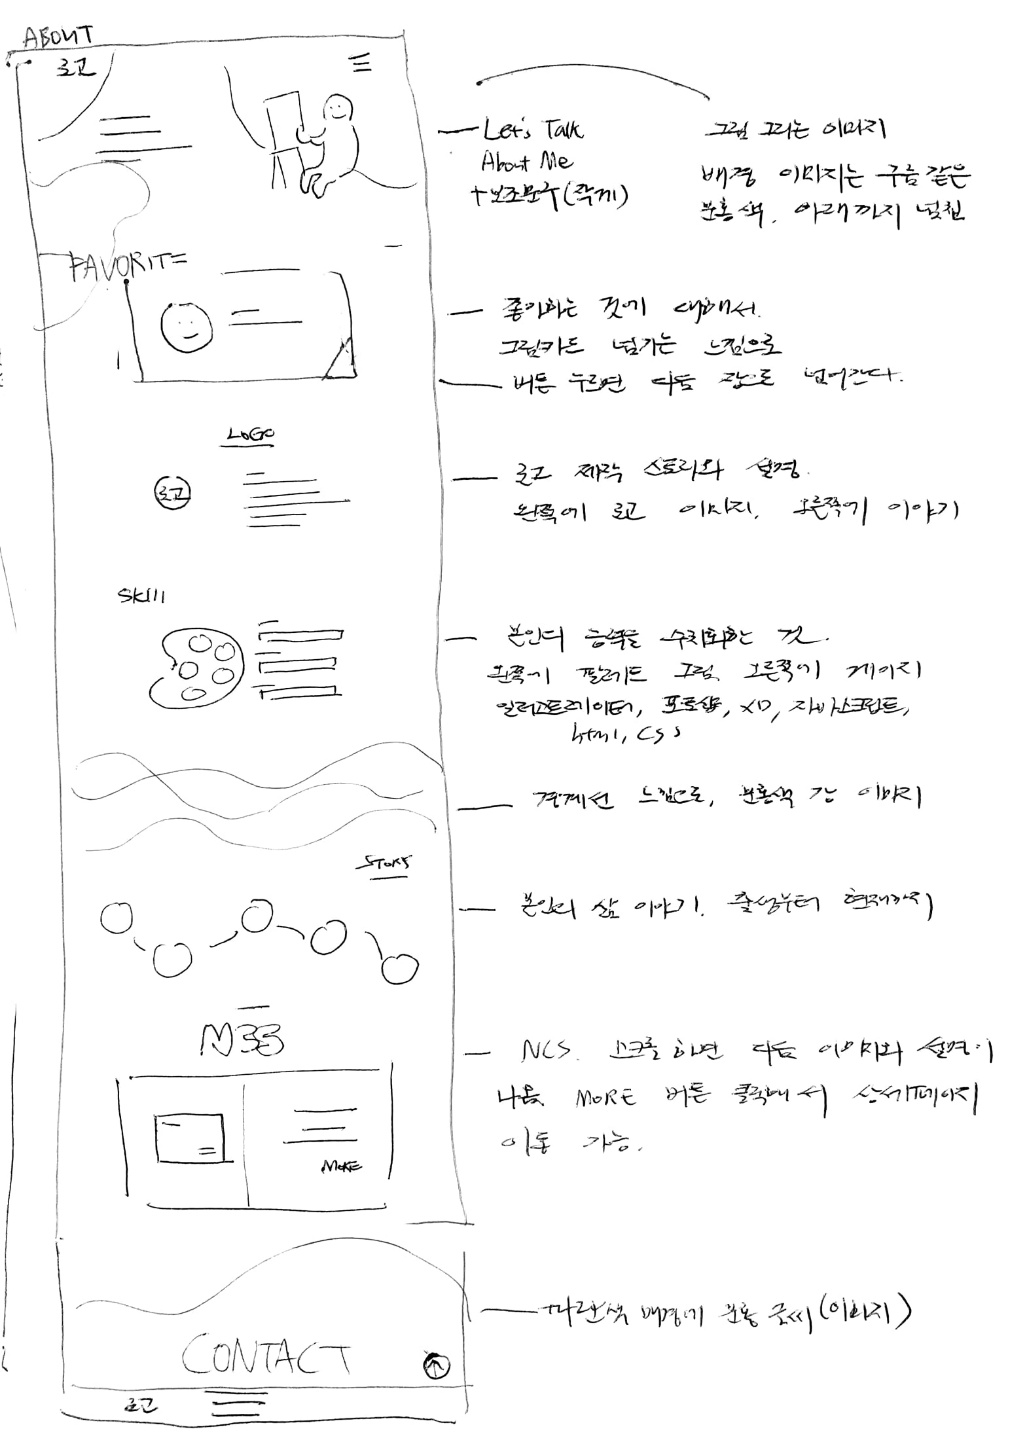 ABOUT
로고
Let's Talk
About Me
+보조문구(작게)
그림 그리는 이미지
배경 이미지는 구름 같은
분홍색. 아래까지 넘친
FAVORITE
좋아하는 것에 대해서.
그림카드 넘기는 느낌으로
버튼 누르면 다음 장으로 넘어간다.
LOGO
로고
로고 제작 스토리와 설명.
왼쪽에 로고 이미지, 오른쪽에 이야기
Skill
본인의 능력을 수치화한 것.
왼쪽에 팔레트 그림, 오른쪽에 게이지
일러스트레이터, 포토샵, XD, 자바스크립트,
html, CSS
경계선 느낌으로, 분홍색 강 이미지
STORY
본인의 삶 이야기. 출생부터 현재까지
NCS. 스크롤 하면 다음 이미지와 설명이
나옴. MORE 버튼 클릭해서 상세페이지
이동 가능.
MORE
파란색 배경에 분홍 글씨(이미지)
CONTACT
로고